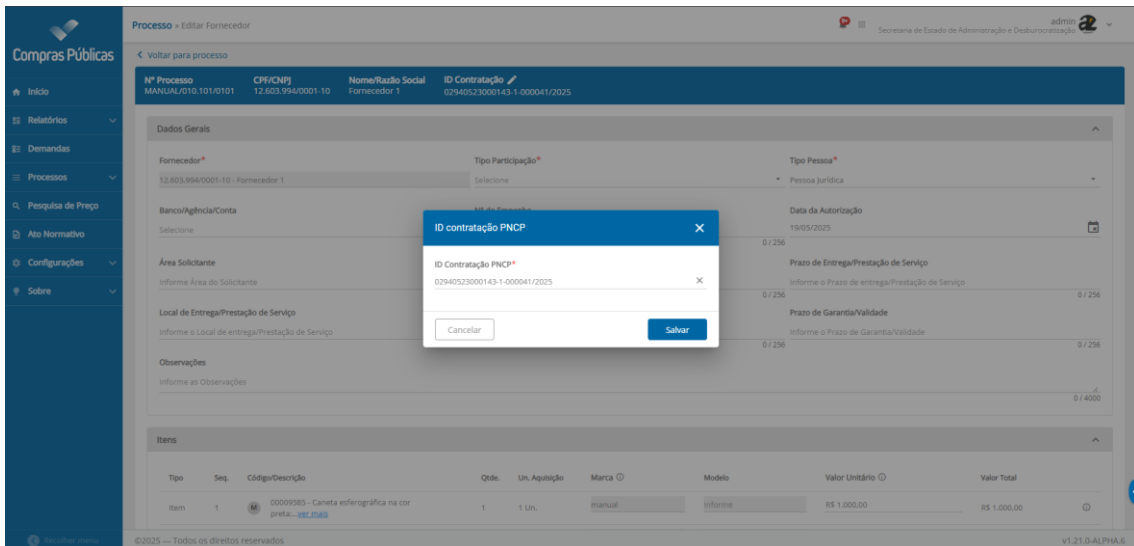 Compras Públicas
Início
Relatórios
Demandas
Processos
Pesquisa de Preço
Ato Normativo
Configurações
Sobre
Recolher menu
Processo » Editar Fornecedor
admin
Secretaria de Estado de Administração e Desburocratização
Voltar para processo
Nº Processo CPF/CNPJ Nome/Razão Social ID Contratação
MANUAL/010.101/0101 12.603.994/0001-10 Fornecedor 1 02940523000143-1-000041/2025
Dados Gerais
Fornecedor* Tipo Participação* Tipo Pessoa*
12.603.994/0001-10 - Fornecedor 1 Selecione Pessoa Jurídica
Banco/Agência/Conta Nº do Empenho Data da Autorização
Selecione 19/05/2025
0 / 256
Área Solicitante Prazo de Entrega/Prestação de Serviço
Informe Área do Solicitante Informe o Prazo de entrega/Prestação de Serviço
0 / 256 0 / 256
Local de Entrega/Prestação de Serviço Prazo de Garantia/Validade
Informe o Local de entrega/Prestação de Serviço Informe o Prazo de Garantia/Validade
0 / 256 0 / 256
Observações
Informe as Observações
0 / 4000
ID contratação PNCP
ID Contratação PNCP*
02940523000143-1-000041/2025
Cancelar Salvar
Itens
Tipo Seq. Código/Descrição Qtde. Un. Aquisição Marca Modelo Valor Unitário Valor Total
Item 1 M 00009585 - Caneta esferográfica na cor preta;...ver mais 1 1 Un. manual Informe R$ 1.000,00 R$ 1.000,00
©2025 — Todos os direitos reservados v1.21.0-ALPHA.6